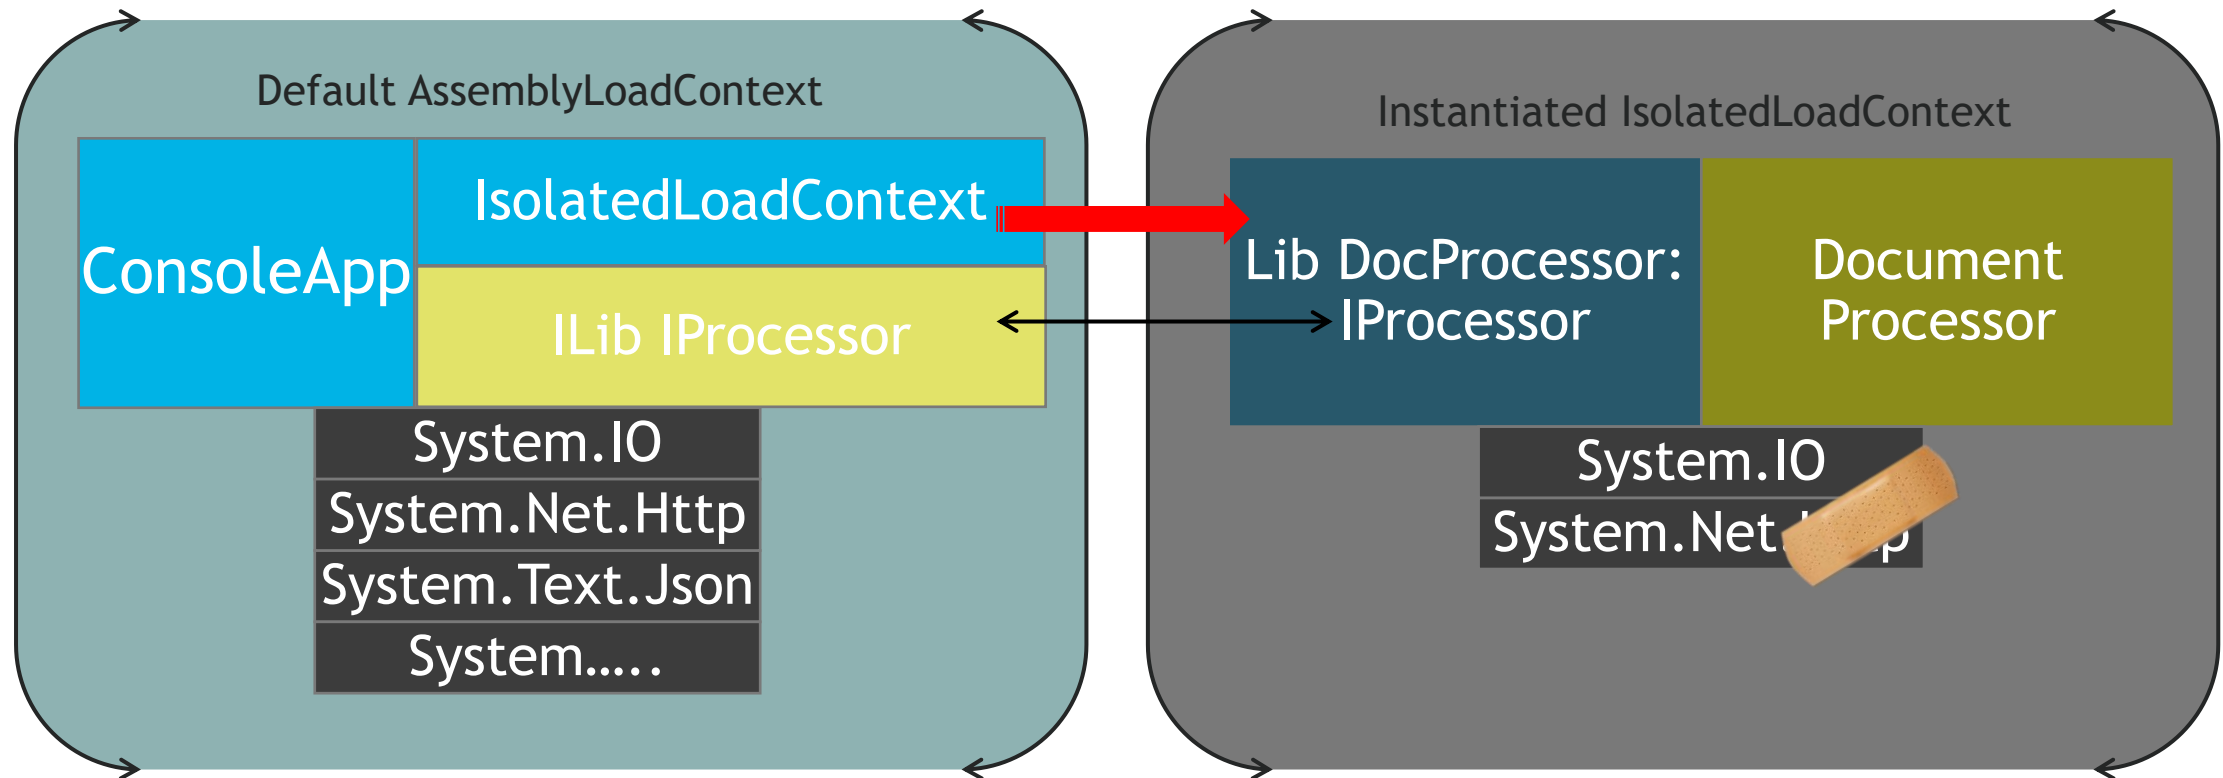 Default AssemblyLoadContext
ConsoleApp
IsolatedLoadContext
ILib IProcessor
System.IO
System.Net.Http
System.Text.Json
System…..
Instantiated IsolatedLoadContext
Lib DocProcessor:
IProcessor
Document
Processor
System.IO
System.Net.